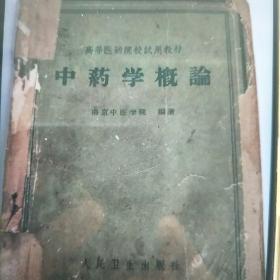 高等医药院校试用教材
中药学概論
南京中医学院 編著
人民卫生出版社